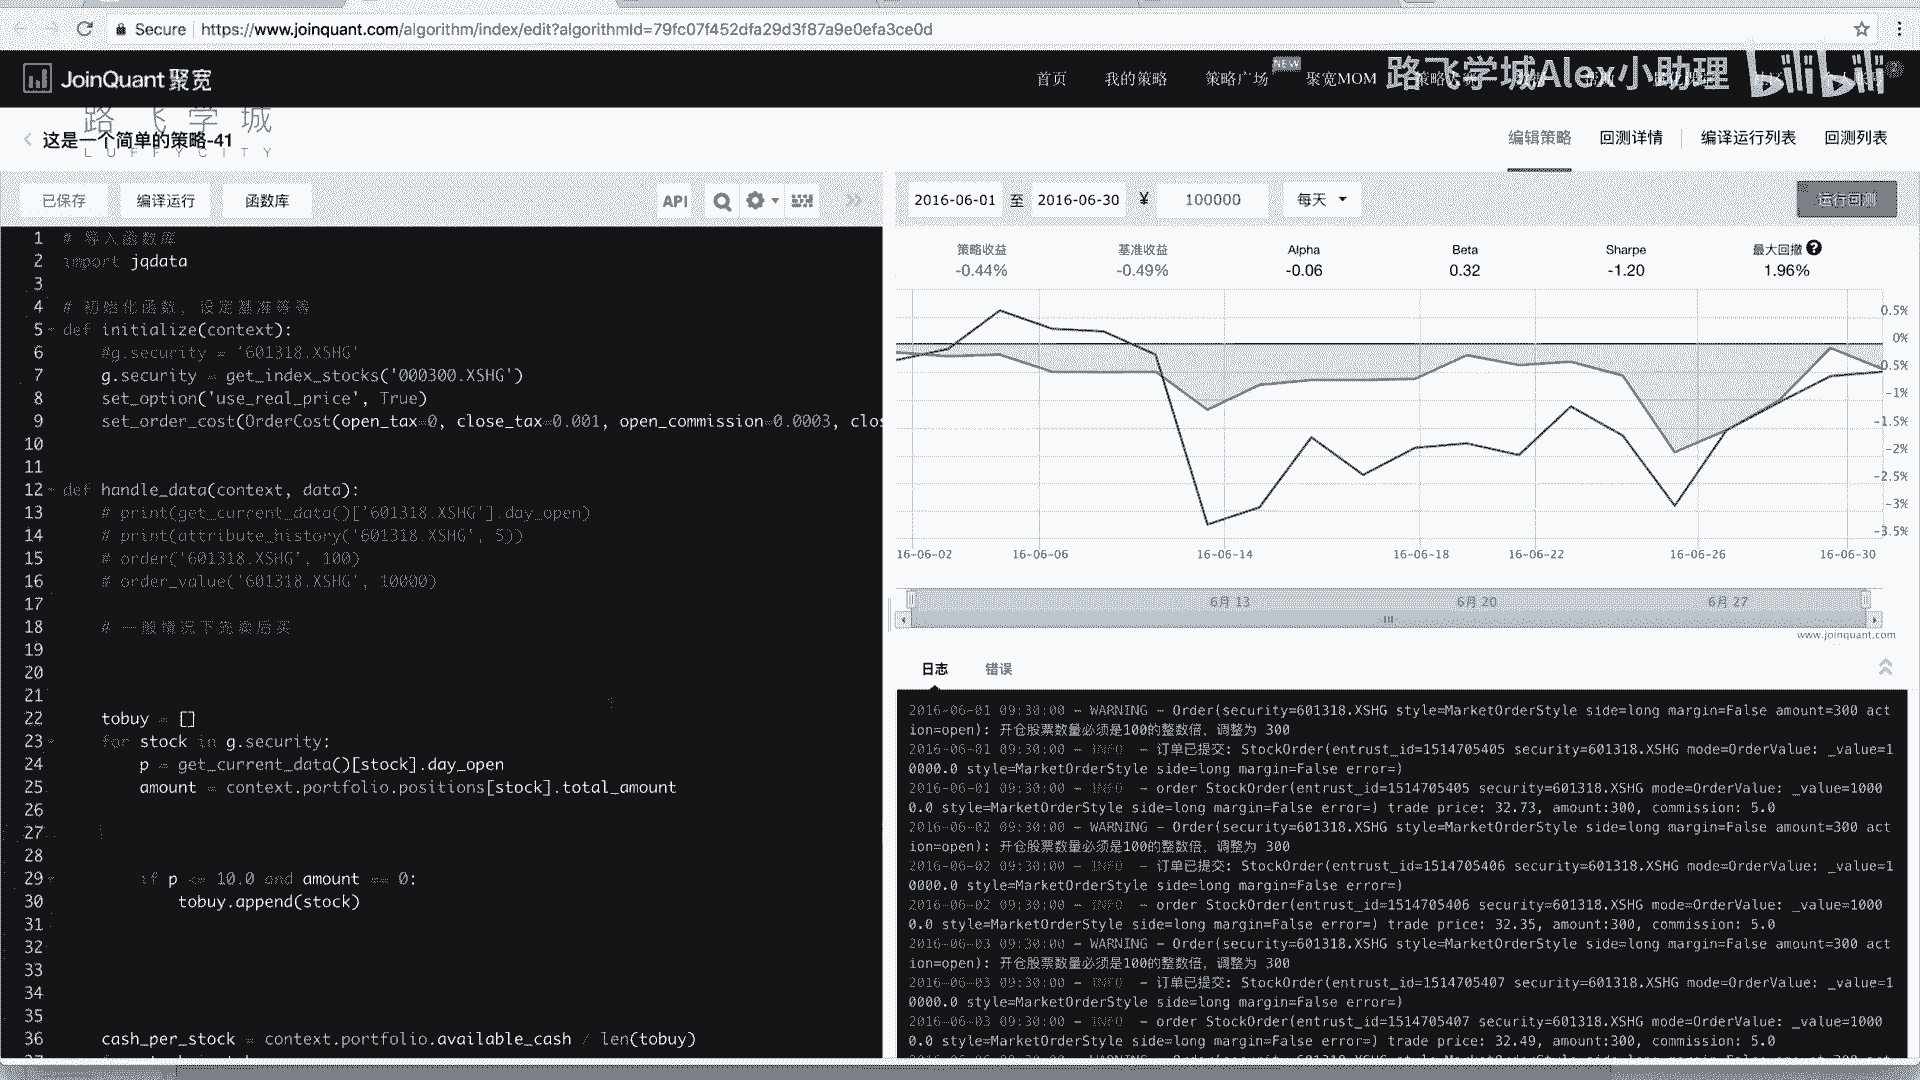 Secure https://www.joinquant.com/algorithm/index/edit?algorithmId=79fc07f452dfa29d3f87a9e0efa3ce0d
JoinQuant 聚宽
首页 我的策略 策略广场 NEW 聚宽MOM
路飞学城Alex小助理 bilibili
路飞学城
LUFFYCITY
这是一个简单的策略-41
编辑策略 回测详情 编译运行列表 回测列表
已保存 编译运行 函数库 API
2016-06-01 至 2016-06-30 ¥ 100000 每天 运行回测
1 # 导入函数库
2 import jqdata
3
4 # 初始化函数，设定基准等等
5 def initialize(context):
6 #g.security = '601318.XSHG'
7 g.security = get_index_stocks('000300.XSHG')
8 set_option('use_real_price', True)
9 set_order_cost(OrderCost(open_tax=0, close_tax=0.001, open_commission=0.0003, clos
10
11
12 def handle_data(context, data):
13 # print(get_current_data()['601318.XSHG'].day_open)
14 # print(attribute_history('601318.XSHG', 5))
15 # order('601318.XSHG', 100)
16 # order_value('601318.XSHG', 10000)
17
18 # 一般情况下先卖后买
19
20
21
22 tobuy = []
23 for stock in g.security:
24 p = get_current_data()[stock].day_open
25 amount = context.portfolio.positions[stock].total_amount
26
27
28
29 if p <= 10.0 and amount == 0:
30 tobuy.append(stock)
31
32
33
34
35
36 cash_per_stock = context.portfolio.available_cash / len(tobuy)
策略收益 基准收益 Alpha Beta Sharpe 最大回撤
-0.44% -0.49% -0.06 0.32 -1.20 1.96%
0.5%
0%
-0.5%
-1%
-1.5%
-2%
-2.5%
-3%
-3.5%
16-06-02 16-06-06 16-06-14 16-06-18 16-06-22 16-06-26 16-06-30
6月 13 6月 20 6月 27
www.joinquant.com
日志 错误
2016-06-01 09:30:00 - WARNING - Order(security=601318.XSHG style=MarketOrderStyle side=long margin=False amount=300 act
ion=open): 开仓股票数量必须是100的整数倍，调整为 300
2016-06-01 09:30:00 - INFO - 订单已提交: StockOrder(entrust_id=1514705405 security=601318.XSHG mode=OrderValue: _value=1
0000.0 style=MarketOrderStyle side=long margin=False error=)
2016-06-01 09:30:00 - INFO - order StockOrder(entrust_id=1514705405 security=601318.XSHG mode=OrderValue: _value=1000
0.0 style=MarketOrderStyle side=long margin=False error=) trade price: 32.73, amount:300, commission: 5.0
2016-06-02 09:30:00 - WARNING - Order(security=601318.XSHG style=MarketOrderStyle side=long margin=False amount=300 act
ion=open): 开仓股票数量必须是100的整数倍，调整为 300
2016-06-02 09:30:00 - INFO - 订单已提交: StockOrder(entrust_id=1514705406 security=601318.XSHG mode=OrderValue: _value=1
0000.0 style=MarketOrderStyle side=long margin=False error=)
2016-06-02 09:30:00 - INFO - order StockOrder(entrust_id=1514705406 security=601318.XSHG mode=OrderValue: _value=1000
0.0 style=MarketOrderStyle side=long margin=False error=) trade price: 32.35, amount:300, commission: 5.0
2016-06-03 09:30:00 - WARNING - Order(security=601318.XSHG style=MarketOrderStyle side=long margin=False amount=300 act
ion=open): 开仓股票数量必须是100的整数倍，调整为 300
2016-06-03 09:30:00 - INFO - 订单已提交: StockOrder(entrust_id=1514705407 security=601318.XSHG mode=OrderValue: _value=1
0000.0 style=MarketOrderStyle side=long margin=False error=)
2016-06-03 09:30:00 - INFO - order StockOrder(entrust_id=1514705407 security=601318.XSHG mode=OrderValue: _value=1000
0.0 style=MarketOrderStyle side=long margin=False error=) trade price: 32.49, amount:300, commission: 5.0